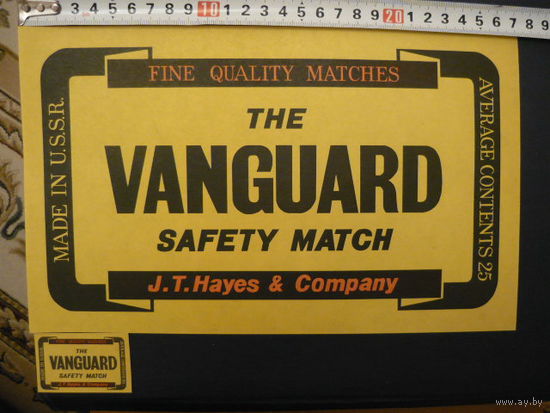 3 4 5 6 7 8 9 10 1 2 3 4 5 6 7 8 9 20 1 2 3 4 5 6 7 8 9
FINE QUALITY MATCHES
MADE IN U.S.S.R.
THE
VANGUARD
SAFETY MATCH
AVERAGE CONTENTS 25
J.T.Hayes & Company
THE
VANGUARD
SAFETY MATCH
J.T.Hayes & Company
www.ay.by